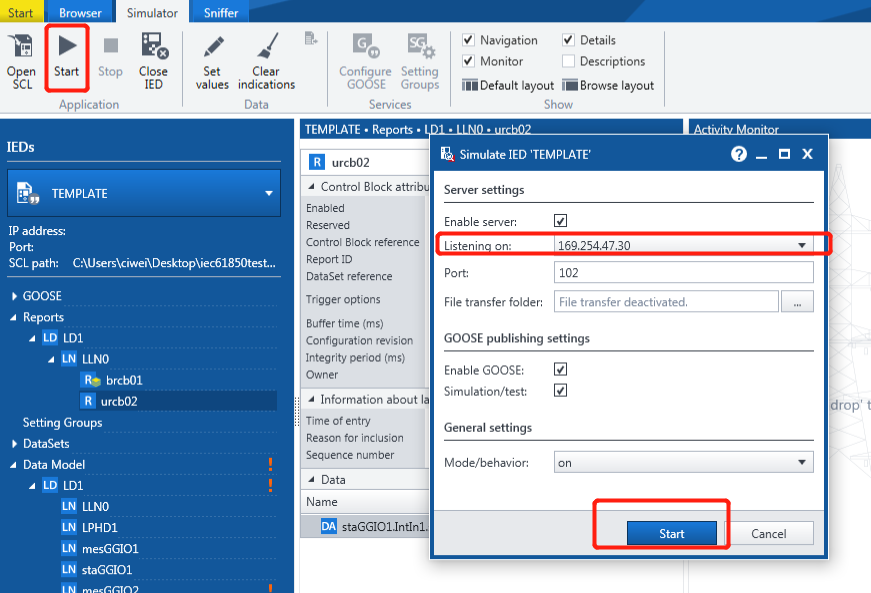 Start Browser Simulator Sniffer
Open SCL
Start
Stop
Close IED
Application
Set values
Clear indications
Data
Configure GOOSE
Setting Groups
Services
Navigation
Details
Monitor
Descriptions
Default layout
Browse layout
Show
IEDs
TEMPLATE
IP address:
Port:
SCL path: C:\Users\ciwei\Desktop\iec61850test...
GOOSE
Reports
LD LD1
LN LLN0
R brcb01
R urcb02
Setting Groups
DataSets
Data Model !
LD LD1 !
LN LLN0
LN LPHD1
LN mesGGIO1
LN staGGIO1
LN mesGGIO2 !
TEMPLATE • Reports • LD1 • LLN0 • urcb02
R urcb02
Control Block attribu
Enabled
Reserved
Control Block reference
Report ID
DataSet reference
Trigger options
Buffer time (ms)
Configuration revision
Integrity period (ms)
Owner
Information about la
Time of entry
Reason for inclusion
Sequence number
Data
Name
DA staGGIO1.IntIn1.
Activity Monitor
drop' t
Simulate IED 'TEMPLATE'
Server settings
Enable server:
Listening on: 169.254.47.30
Port: 102
File transfer folder: File transfer deactivated. ...
GOOSE publishing settings
Enable GOOSE:
Simulation/test:
General settings
Mode/behavior: on
Start Cancel